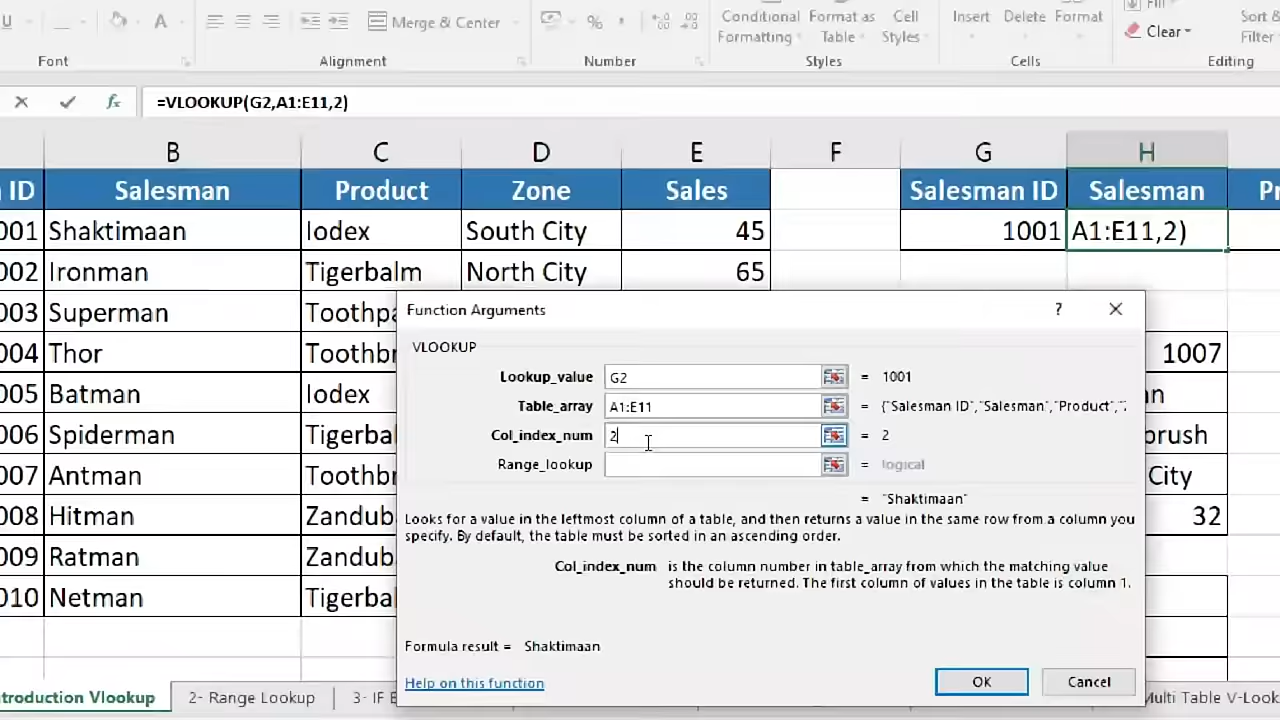 U
A
Merge & Center
%
Conditional Formatting
Format as Table
Cell Styles
Insert
Delete
Format
Fill
Clear
Sort &
Filter
Font
Alignment
Number
Styles
Cells
Editing
fx
=VLOOKUP(G2,A1:E11,2)
B C D E F G H
ID Salesman Product Zone Sales Salesman ID Salesman Pr
001 Shaktimaan Iodex South City 45 1001 A1:E11,2)
002 Ironman Tigerbalm North City 65
003 Superman Toothpa
004 Thor Toothbr 1007
005 Batman Iodex n
006 Spiderman Tigerbal brush
007 Antman Toothbr City
008 Hitman Zandub 32
009 Ratman Zandub
010 Netman Tigerbal
Function Arguments ?
VLOOKUP
Lookup_value G2 = 1001
Table_array A1:E11 = {"Salesman ID","Salesman","Product","
Col_index_num 2 = 2
Range_lookup = logical
= "Shaktimaan"
Looks for a value in the leftmost column of a table, and then returns a value in the same row from a column you
specify. By default, the table must be sorted in an ascending order.
Col_index_num is the column number in table_array from which the matching value
should be returned. The first column of values in the table is column 1.
Formula result = Shaktimaan
Help on this function
OK
Cancel
troduction Vlookup
2- Range Lookup
3- IF E
Multi Table V-Look